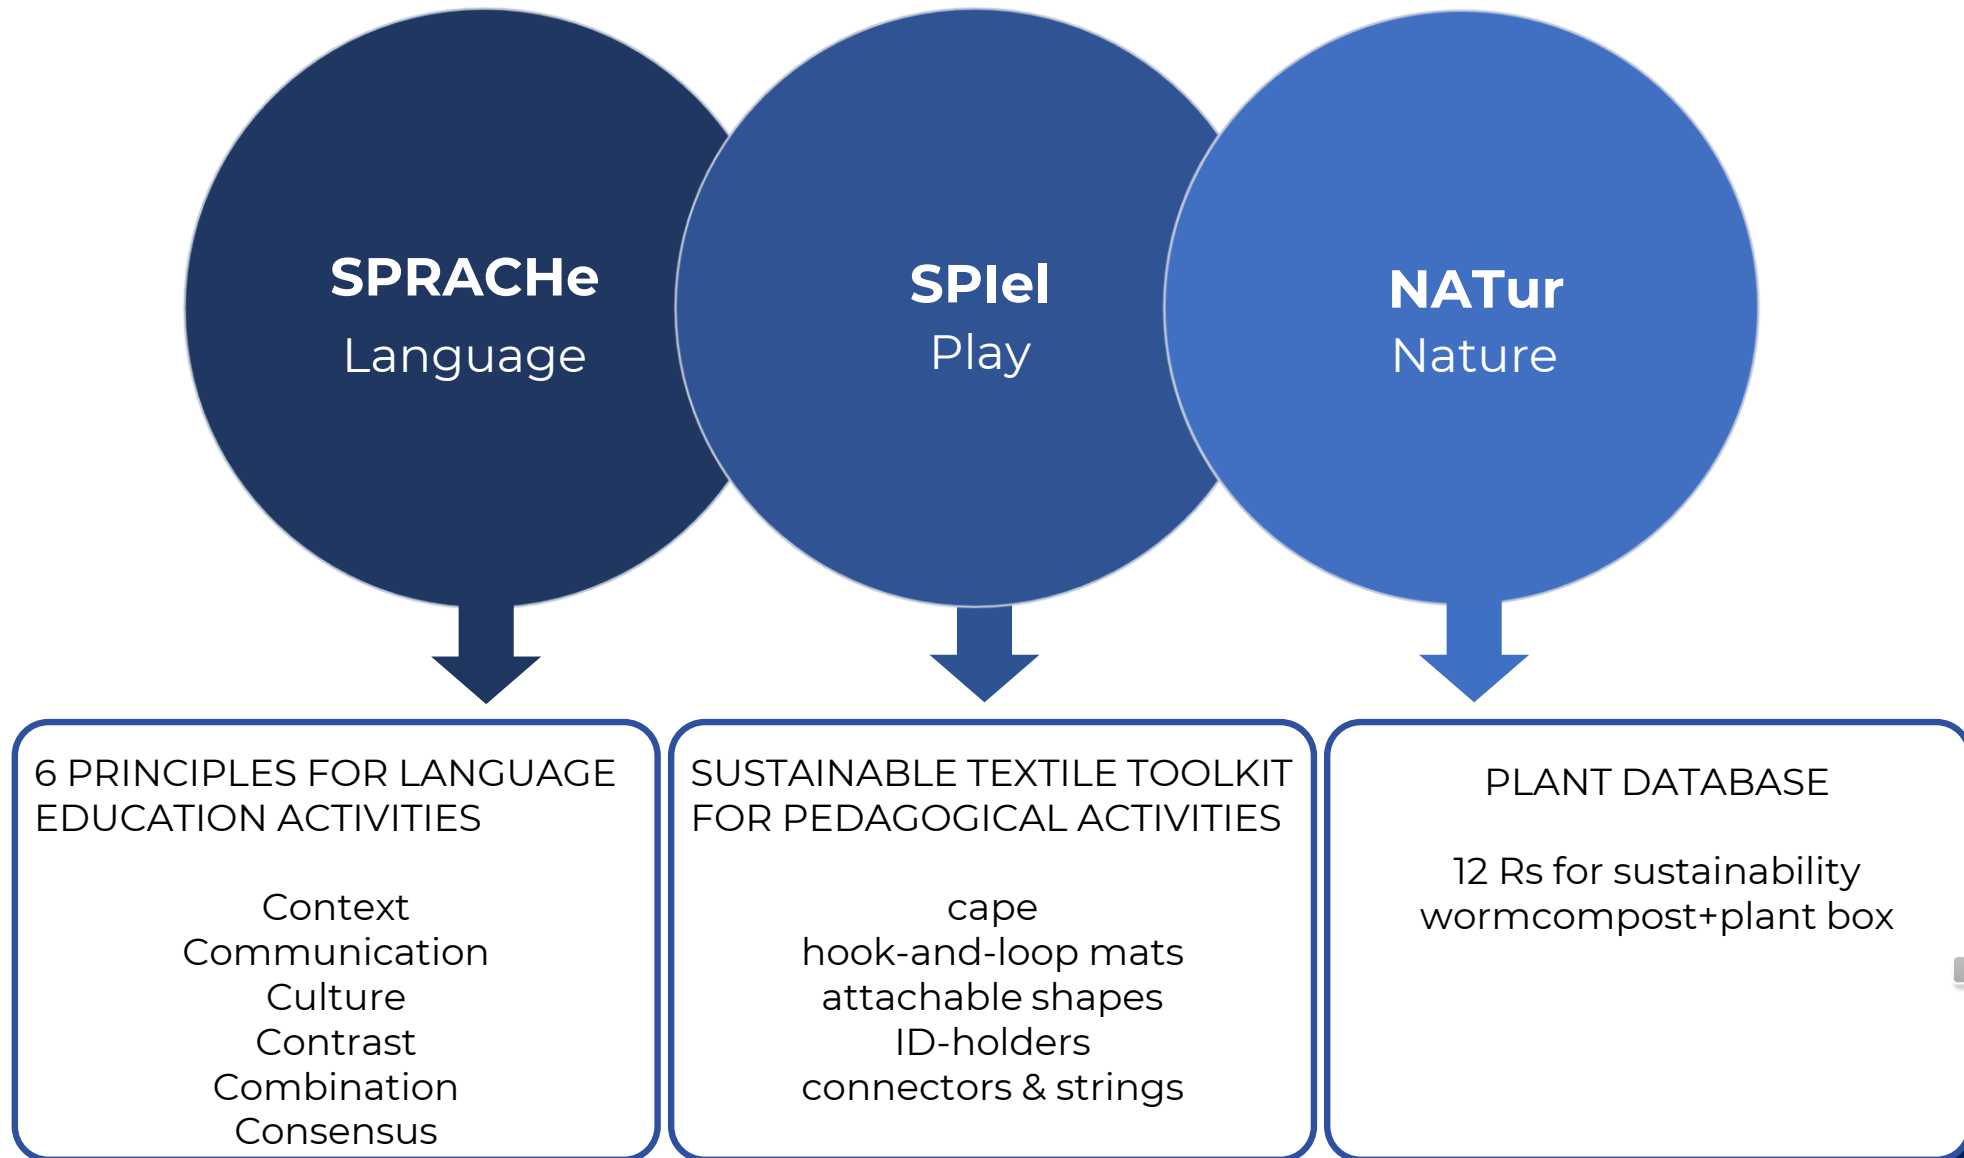 SPRACHe
Language
SPIel
Play
NATur
Nature
6 PRINCIPLES FOR LANGUAGE
EDUCATION ACTIVITIES
Context
Communication
Culture
Contrast
Combination
Consensus
SUSTAINABLE TEXTILE TOOLKIT
FOR PEDAGOGICAL ACTIVITIES
cape
hook-and-loop mats
attachable shapes
ID-holders
connectors & strings
PLANT DATABASE
12 Rs for sustainability
wormcompost+plant box